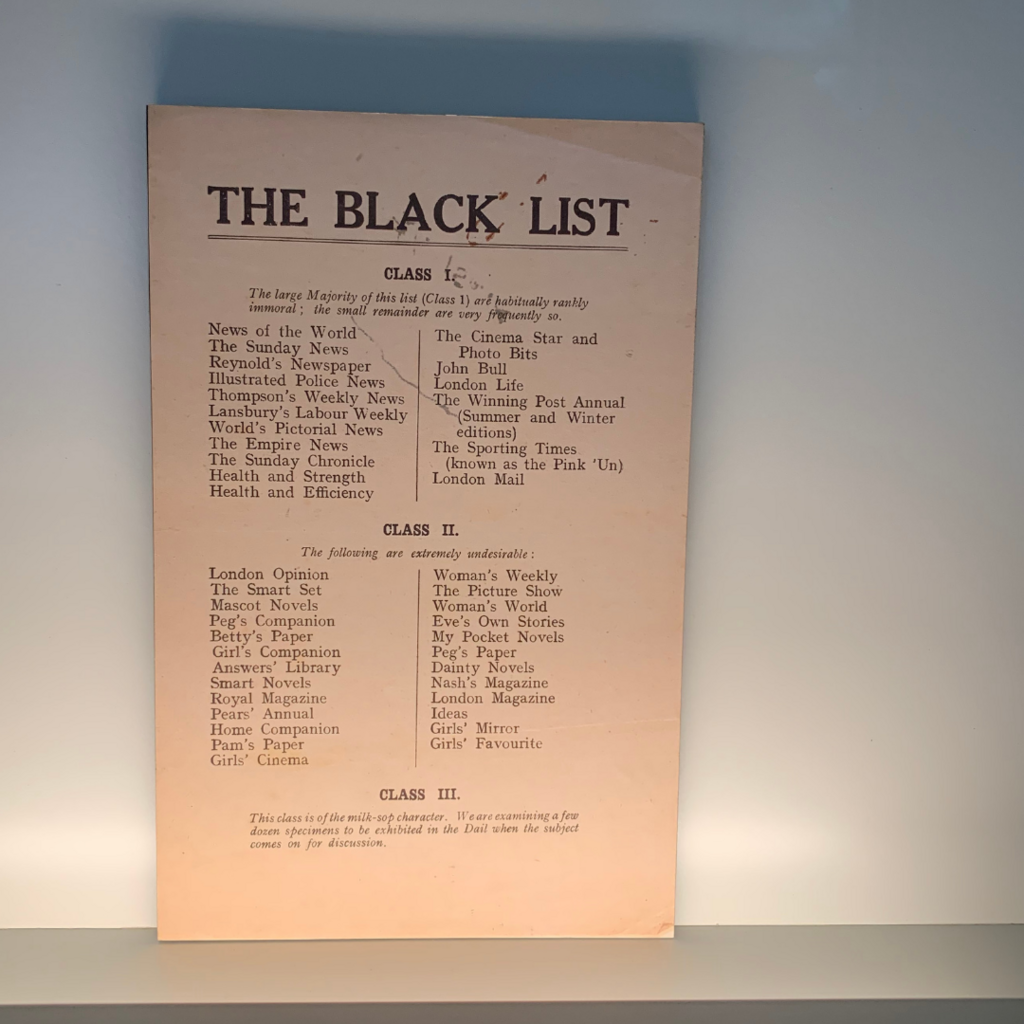 THE BLACK LIST
CLASS I.
The large Majority of this list (Class 1) are habitually rankly
immoral; the small remainder are very frequently so.
News of the World
The Sunday News
Reynold's Newspaper
Illustrated Police News
Thompson's Weekly News
Lansbury's Labour Weekly
World's Pictorial News
The Empire News
The Sunday Chronicle
Health and Strength
Health and Efficiency
The Cinema Star and
Photo Bits
John Bull
London Life
The Winning Post Annual
(Summer and Winter
editions)
The Sporting Times
(known as the Pink 'Un)
London Mail
CLASS II.
The following are extremely undesirable:
London Opinion
The Smart Set
Mascot Novels
Peg's Companion
Betty's Paper
Girl's Companion
Answers' Library
Smart Novels
Royal Magazine
Pears' Annual
Home Companion
Pam's Paper
Girls' Cinema
Woman's Weekly
The Picture Show
Woman's World
Eve's Own Stories
My Pocket Novels
Peg's Paper
Dainty Novels
Nash's Magazine
London Magazine
Ideas
Girls' Mirror
Girls' Favourite
CLASS III.
This class is of the milk-sop character. We are examining a few
dozen specimens to be exhibited in the Dail when the subject
comes on for discussion.